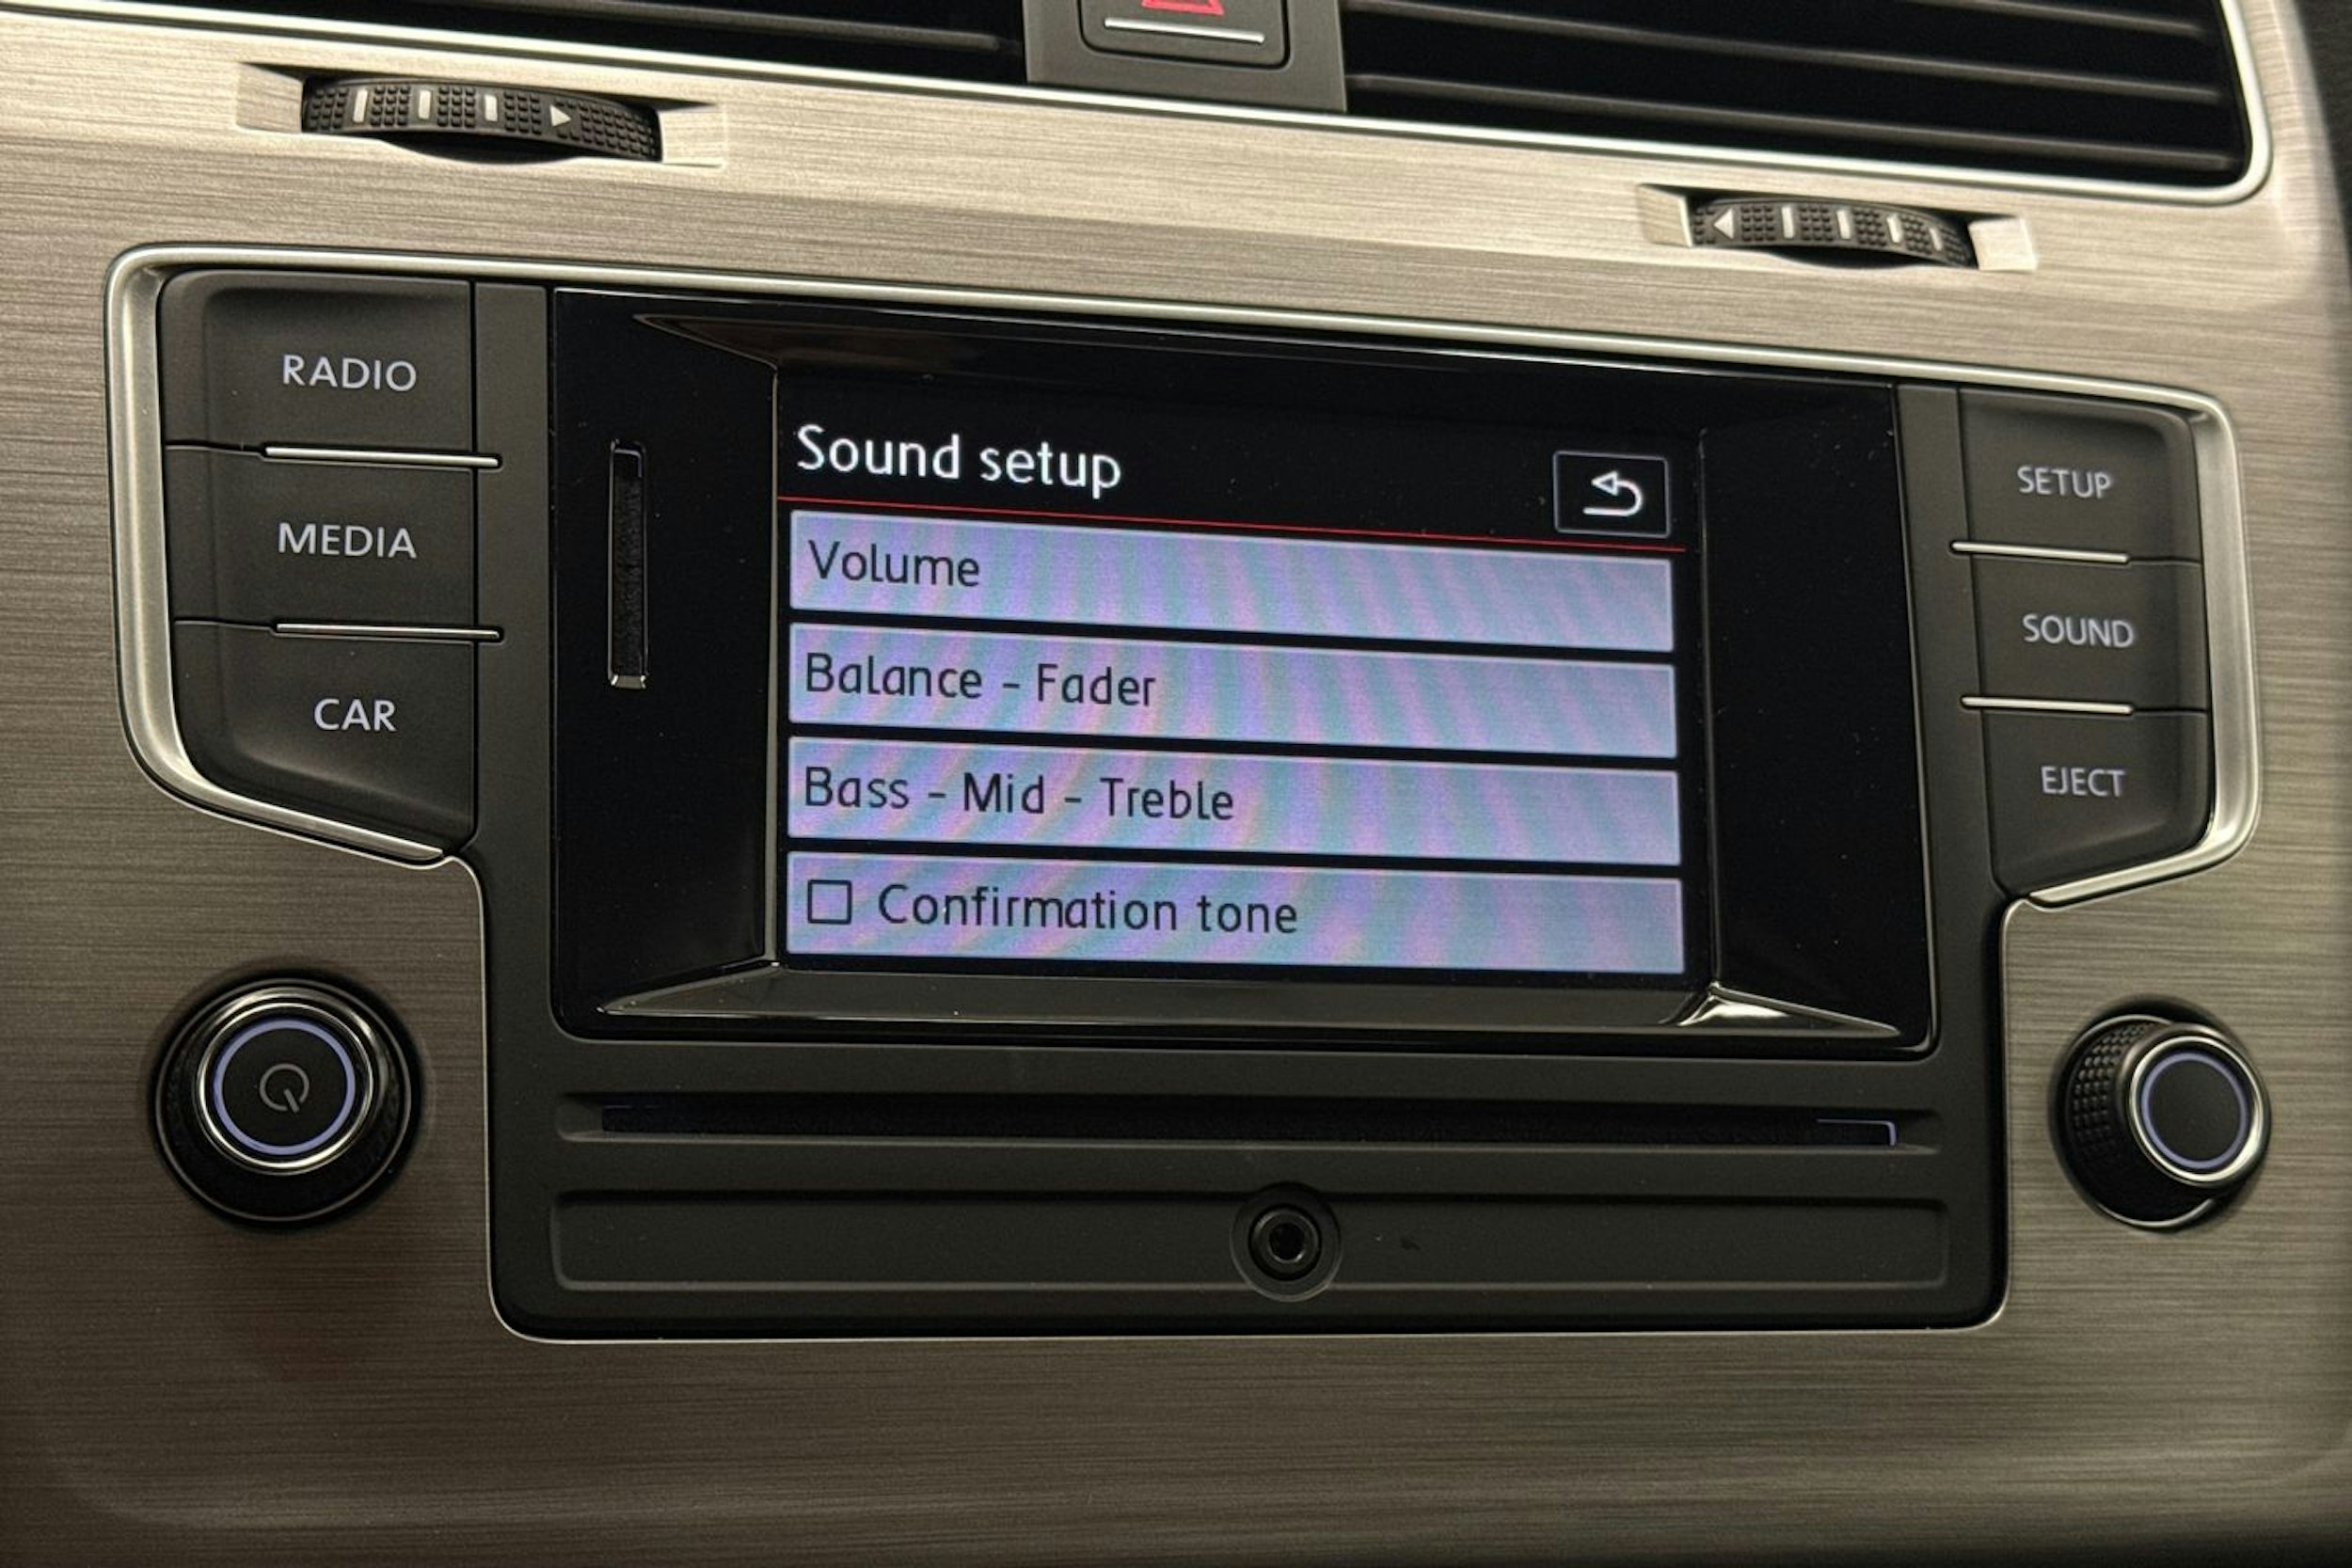 RADIO
MEDIA
CAR
Sound setup
Volume
Balance - Fader
Bass - Mid - Treble
Confirmation tone
SETUP
SOUND
EJECT